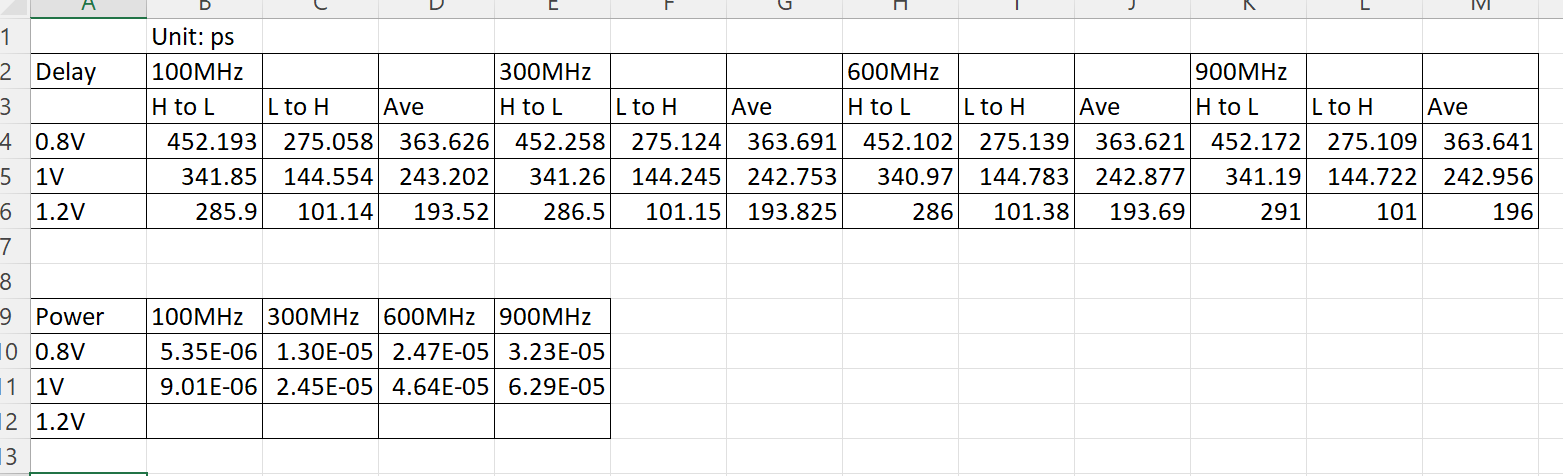 A B C D E F G H I J K L M
1 Unit: ps
2 Delay 100MHz 300MHz 600MHz 900MHz
3 H to L L to H Ave H to L L to H Ave H to L L to H Ave H to L L to H Ave
4 0.8V 452.193 275.058 363.626 452.258 275.124 363.691 452.102 275.139 363.621 452.172 275.109 363.641
5 1V 341.85 144.554 243.202 341.26 144.245 242.753 340.97 144.783 242.877 341.19 144.722 242.956
6 1.2V 285.9 101.14 193.52 286.5 101.15 193.825 286 101.38 193.69 291 101 196
7
8
9 Power 100MHz 300MHz 600MHz 900MHz
10 0.8V 5.35E-06 1.30E-05 2.47E-05 3.23E-05
11 1V 9.01E-06 2.45E-05 4.64E-05 6.29E-05
12 1.2V
13